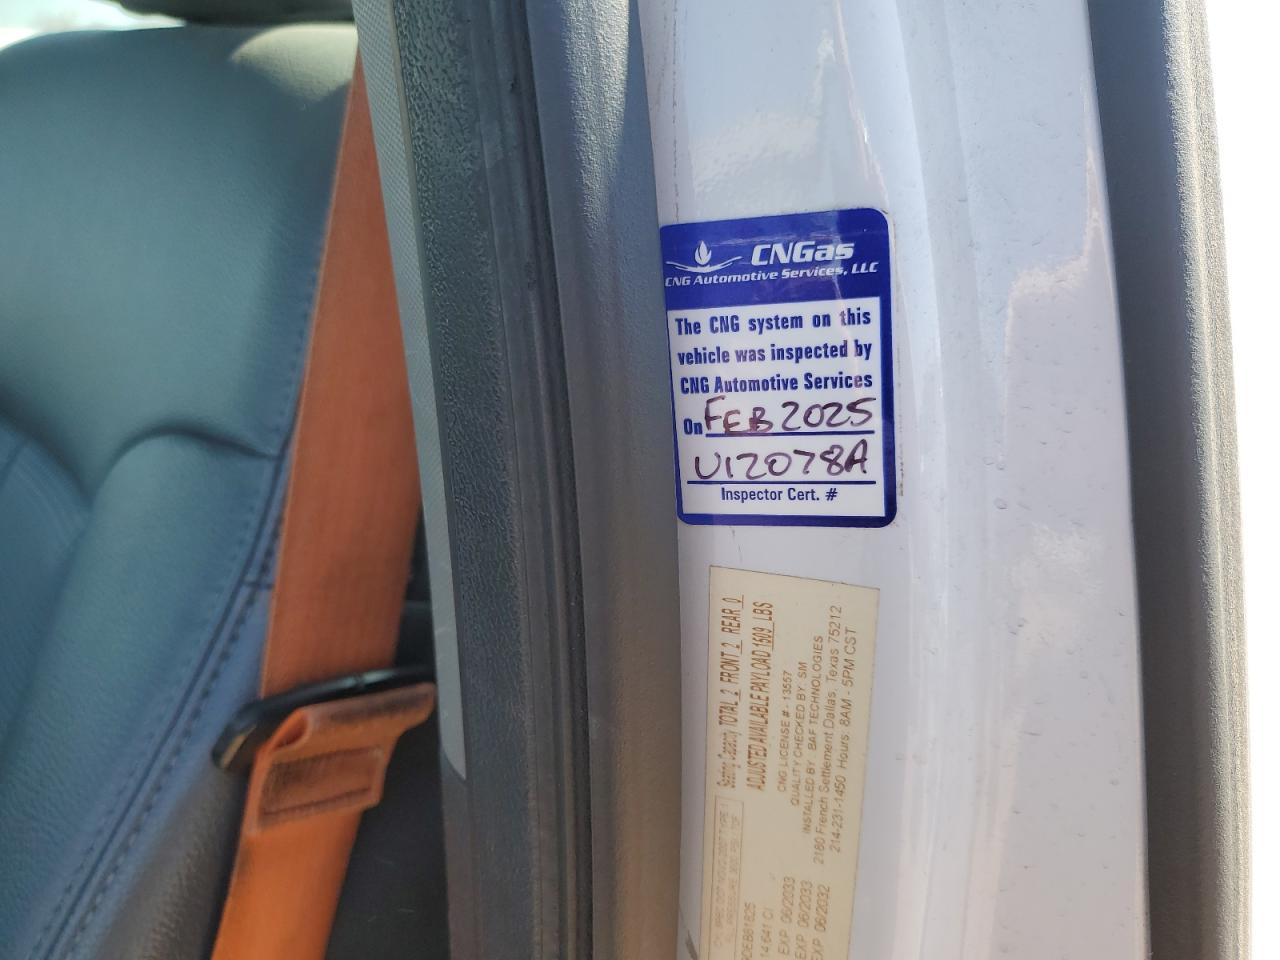 CNGas
CNG Automotive Services, LLC
The CNG system on this
vehicle was inspected by
CNG Automotive Services
On FEB 2025
U12078A
Inspector Cert. #
Seating Capacity TOTAL 2 FRONT 2 REAR 0
ADJUSTED AVAILABLE PAYLOAD 1509 LBS
CNG LICENSE # - 13557
QUALITY CHECKED BY: SM
INSTALLED BY: BAF TECHNOLOGIES
2180 French Settlement Dallas, Texas 75212
214-231-1450 Hours: 8AM - 5PM CST
EXP 06/2033
EXP 06/2033
EXP 06/2032